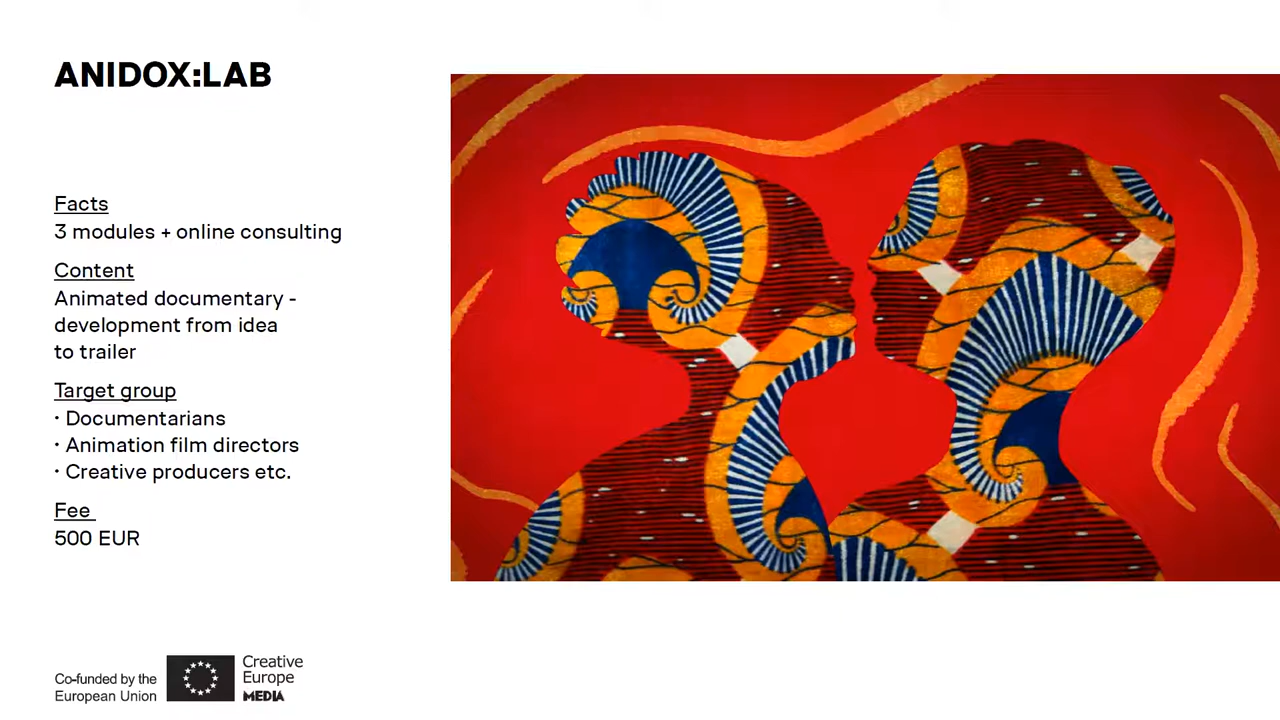 ANIDOX:LAB
Facts
3 modules + online consulting
Content
Animated documentary -
development from idea
to trailer
Target group
• Documentarians
• Animation film directors
• Creative producers etc.
Fee
500 EUR
Co-funded by the
European Union
Creative
Europe
MEDIA